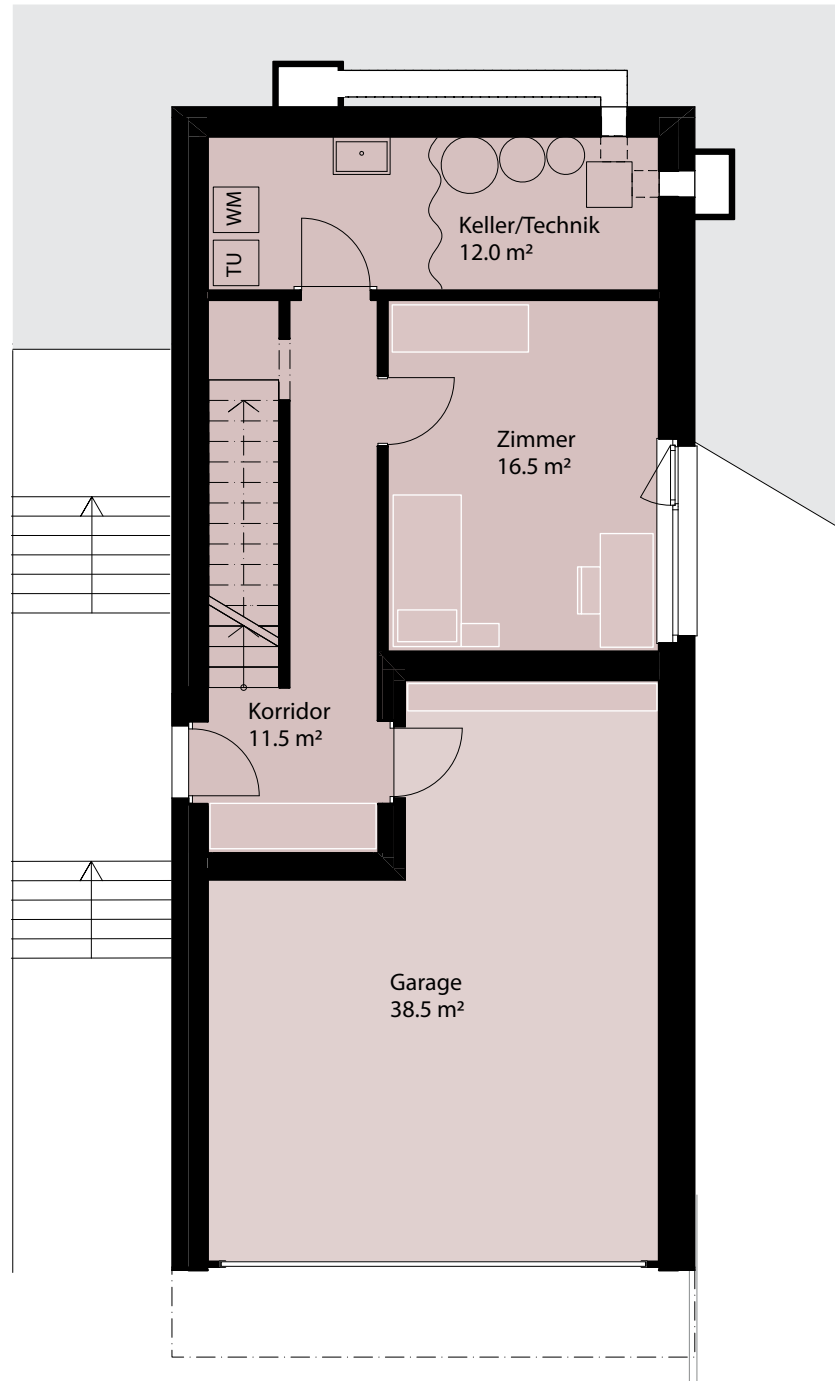 WM
TU
Keller/Technik
12.0 m²
Zimmer
16.5 m²
Korridor
11.5 m²
Garage
38.5 m²